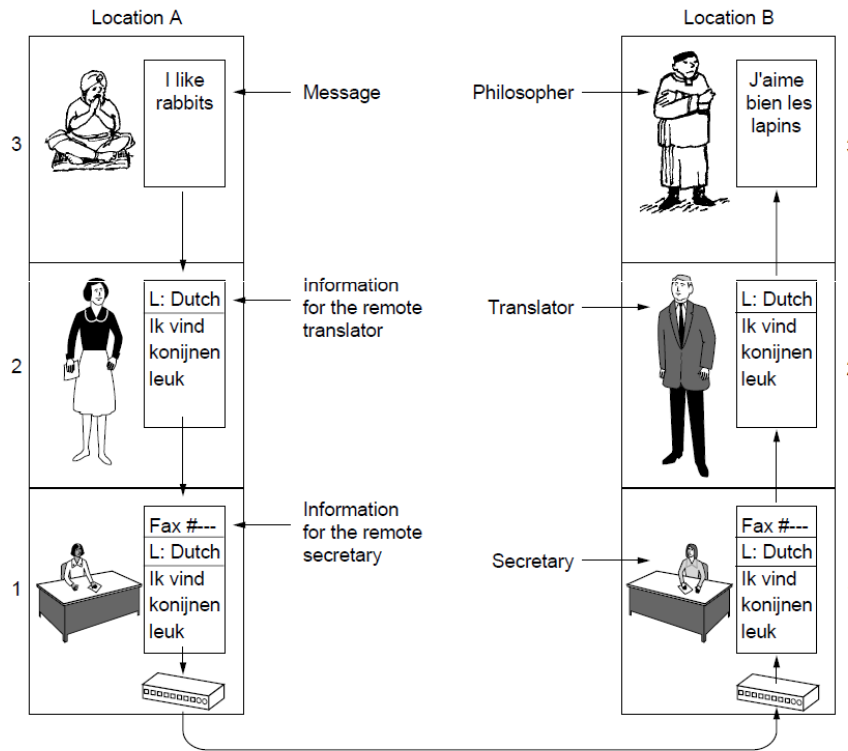 Location A
Location B
I like
rabbits
Message
Philosopher
J'aime
bien les
lapins
3
L: Dutch
Ik vind
konijnen
leuk
Information
for the remote
translator
Translator
L: Dutch
Ik vind
konijnen
leuk
2
Fax #---
L: Dutch
Ik vind
konijnen
leuk
Information
for the remote
secretary
Secretary
Fax #---
L: Dutch
Ik vind
konijnen
leuk
1